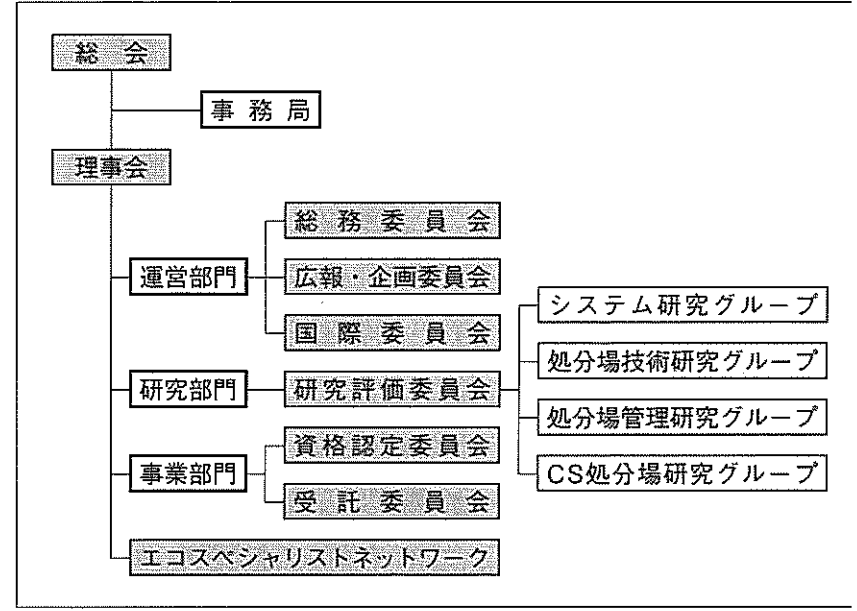 総会
事務局
理事会
総務委員会
運営部門
広報・企画委員会
国際委員会
システム研究グループ
処分場技術研究グループ
研究部門
研究評価委員会
処分場管理研究グループ
資格認定委員会
CS処分場研究グループ
事業部門
受託委員会
エコスペシャリストネットワーク